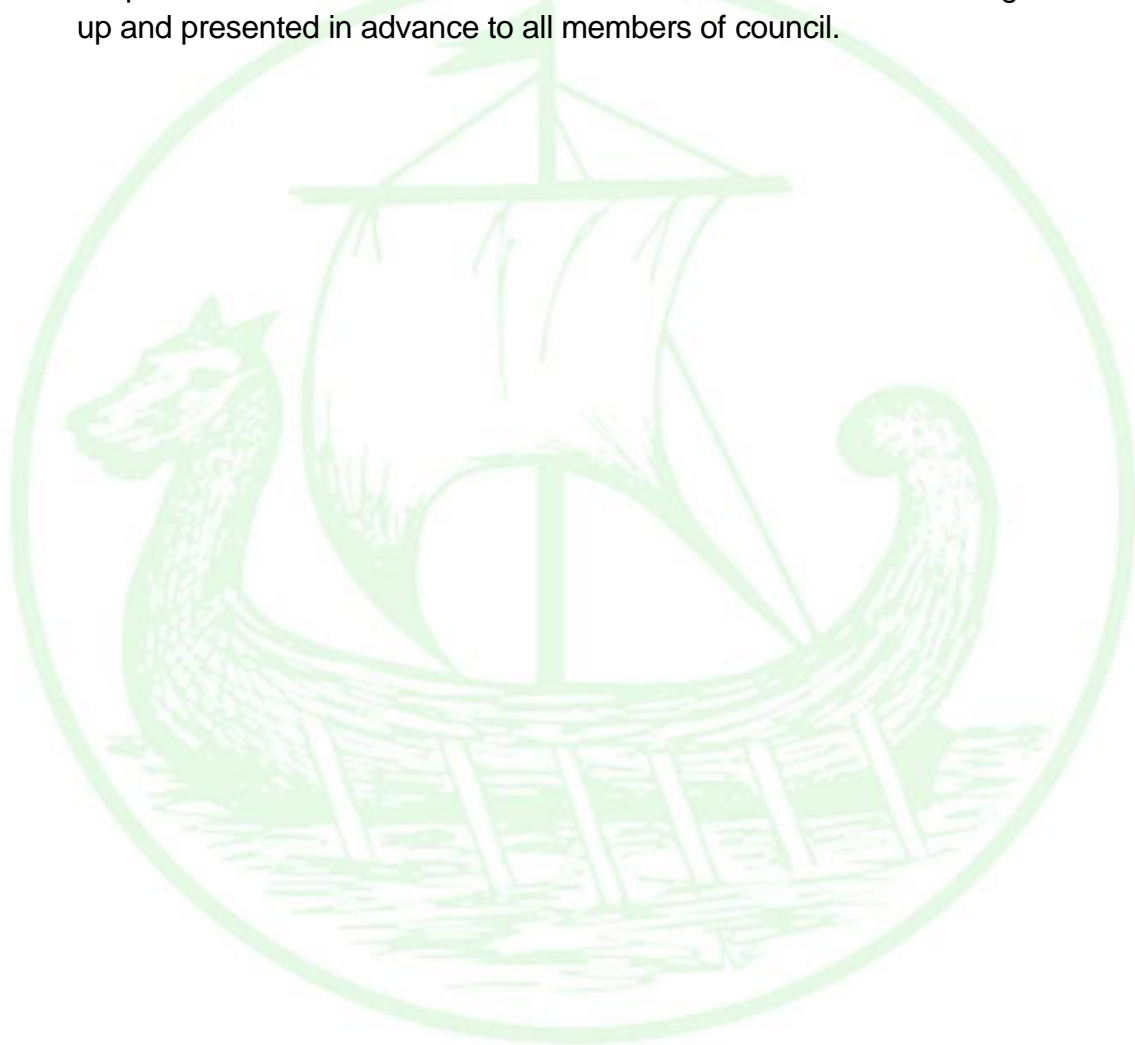 up and presented in advance to all members of council.